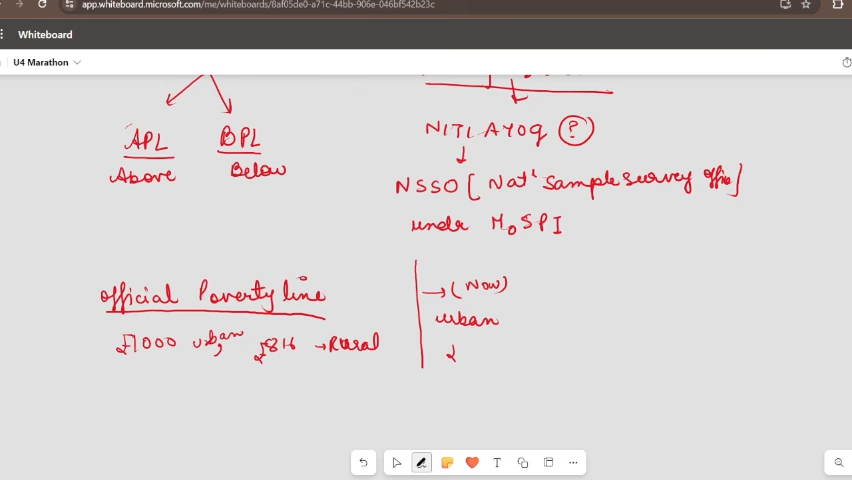 app.whiteboard.microsoft.com/me/whiteboards/8af05de0-a71c-44bb-906e-046bf542b23c
Whiteboard
U4 Marathon
APL BPL
Above Below
NITI AYOG ?
NSSO [Nat' Sample Survey Office]
under MoSPI
official Poverty line
₹1000 urban, ₹816 → Rural
→ (Now)
urban
T